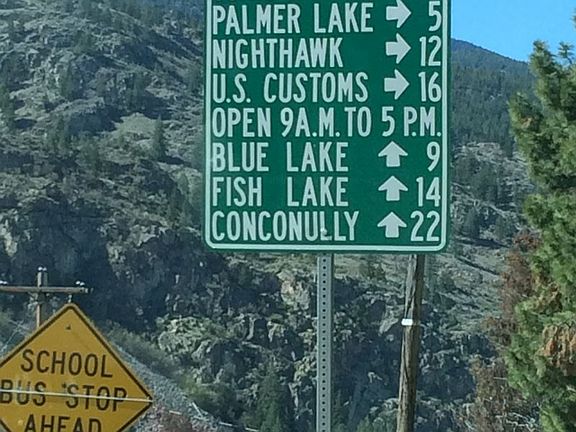 PALMER LAKE → 5
NIGHTHAWK → 12
U.S. CUSTOMS → 16
OPEN 9A.M. TO 5 P.M.
BLUE LAKE ↑ 9
FISH LAKE ↑ 14
CONCONULLY ↑ 22
SCHOOL
BUS STOP
AHEAD